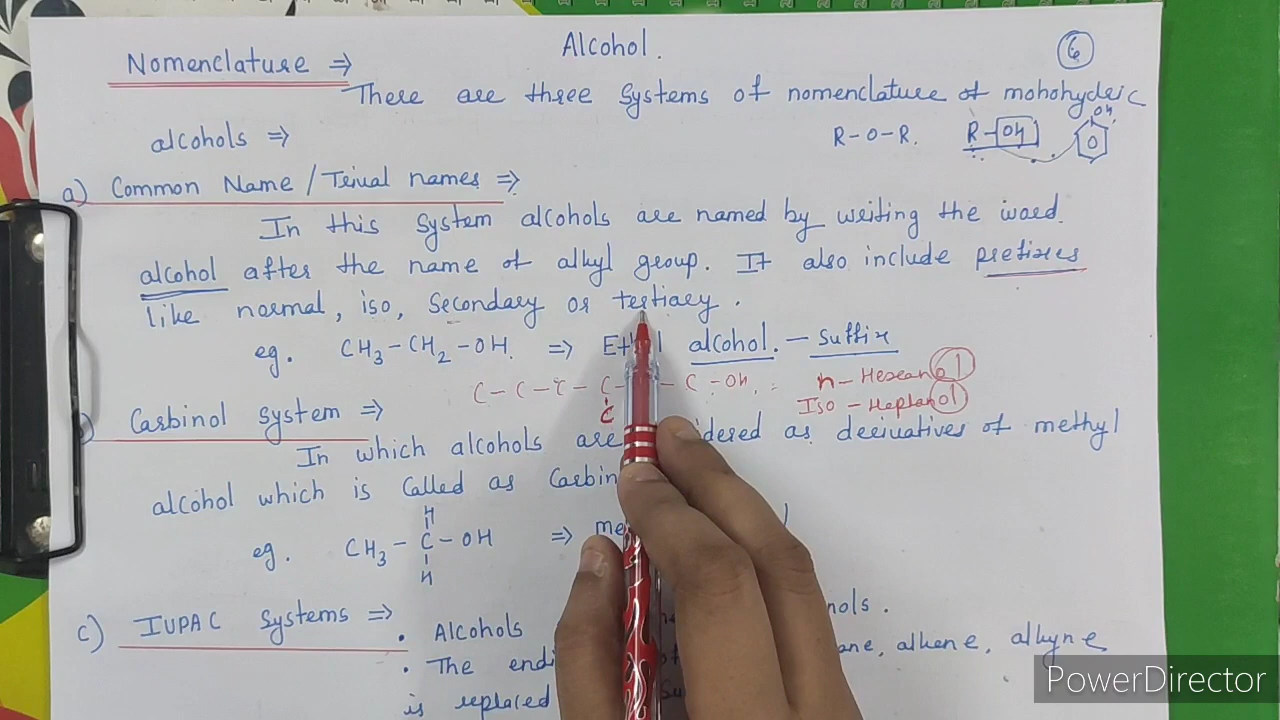 Alcohol.
6
Nomenclature ⇒
There are three systems of nomenclature of monohydric
alcohols ⇒
R-O-R. R-OH OH
a) Common Name / Trivial names ⇒
In this system alcohols are named by writing the word
alcohol after the name of alkyl group. It also include prefixes
like normal, iso, secondary or tertiary.
eg. CH3-CH2-OH. ⇒ alcohol. - suffix
C-C-C-C- -C-OH. = n-Hexanol
C Iso-Heptanol
Carbinol system ⇒
In which alcohols are as derivatives of methyl
alcohol which is called as
H
eg. CH3-C-OH ⇒
H
c) IUPAC systems ⇒
• Alcohols
• The alkene, alkyne
is replaced
PowerDirector